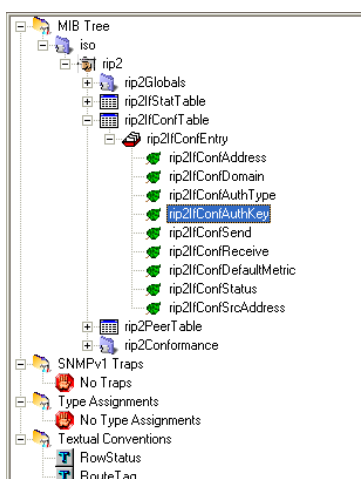 MIB Tree
iso
rip2
rip2Globals
rip2IfStatTable
rip2IfConfTable
rip2IfConfEntry
rip2IfConfAddress
rip2IfConfDomain
rip2IfConfAuthType
rip2IfConfAuthKey
rip2IfConfSend
rip2IfConfReceive
rip2IfConfDefaultMetric
rip2IfConfStatus
rip2IfConfSrcAddress
rip2PeerTable
rip2Conformance
SNMPv1 Traps
No Traps
Type Assignments
No Type Assignments
Textual Conventions
RowStatus
RouteTag